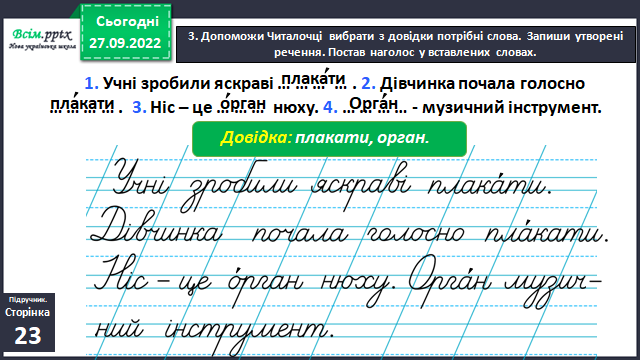 Всім.pptx
Нова українська школа
Сьогодні
27.09.2022
3. Допоможи Читалочці вибрати з довідки потрібні слова. Запиши утворені
речення. Постав наголос у вставлених словах.
1. Учні зробили яскраві плака́ти. 2. Дівчинка почала голосно
пла́кати. 3. Ніс – це о́рган нюху. 4. Орга́н - музичний інструмент.
Довідка: плакати, орган.
Учні зробили яскраві плака́ти.
Дівчинка почала голосно пла́кати.
Ніс – це о́рган нюху. Орга́н музич-
ний інструмент.
Підручник.
Сторінка
23